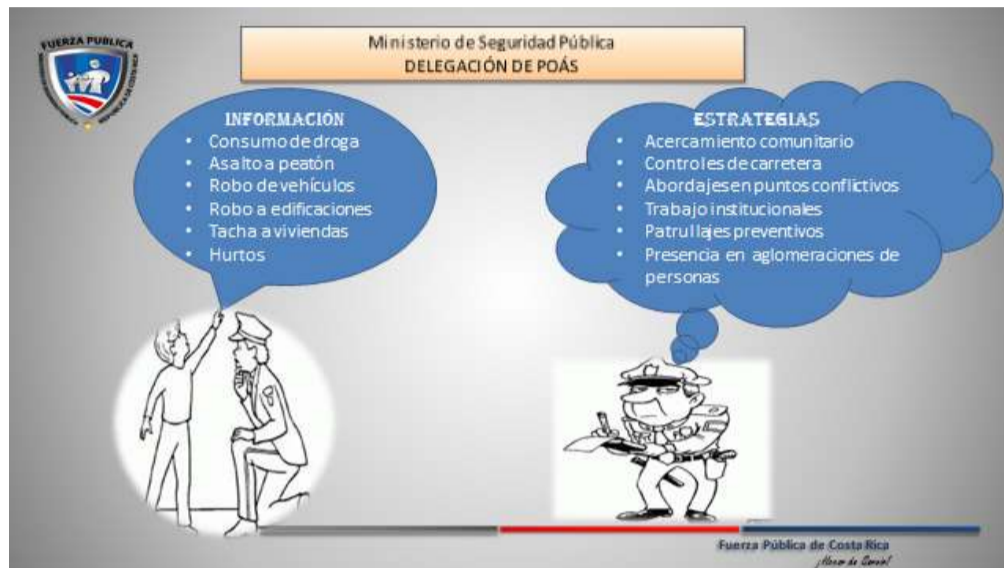 FUERZA PUBLICA
Ministerio de Seguridad Pública
DELEGACIÓN DE POÁS
INFORMACIÓN
• Consumo de droga
• Asalto a peatón
• Robo de vehículos
• Robo a edificaciones
• Tacha a viviendas
• Hurtos
ESTRATEGIAS
• Acercamiento comunitario
• Controles de carretera
• Abordajes en puntos conflictivos
• Trabajo institucionales
• Patrullajes preventivos
• Presencia en aglomeraciones de
personas
Fuerza Pública de Costa Rica